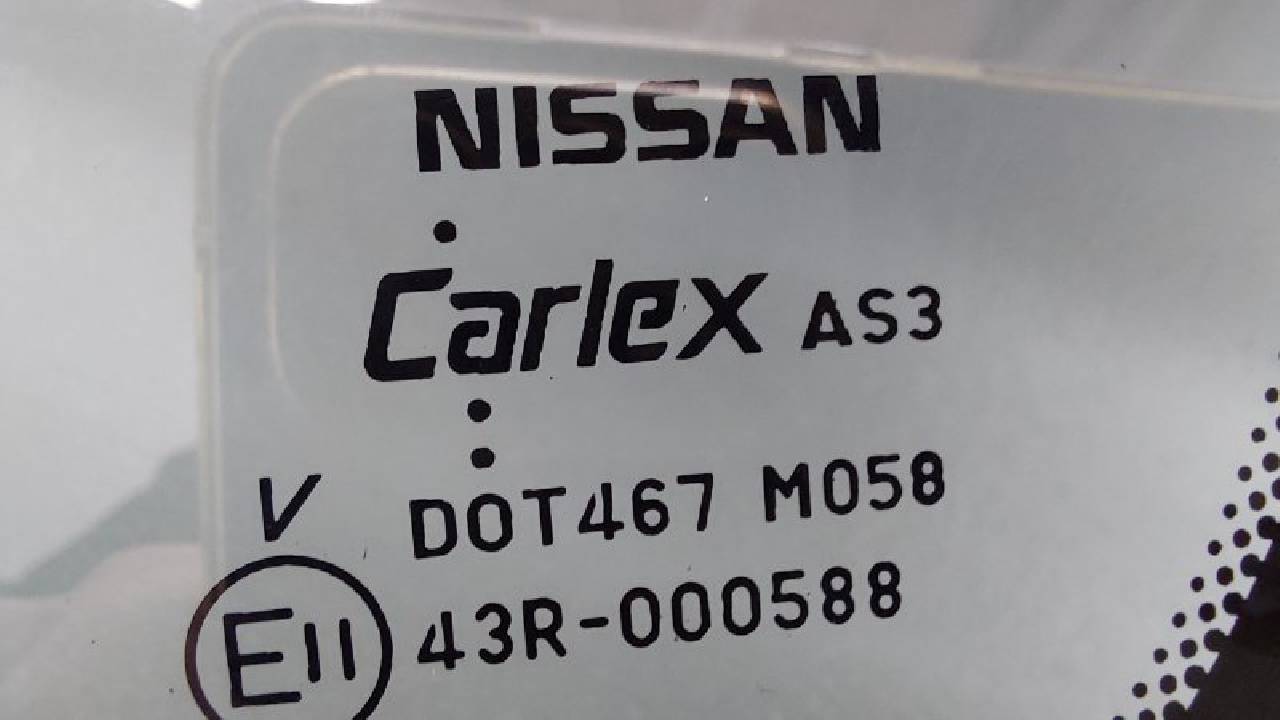 NISSAN
Carlex AS3
V DOT467 M058
E11 43R-000588